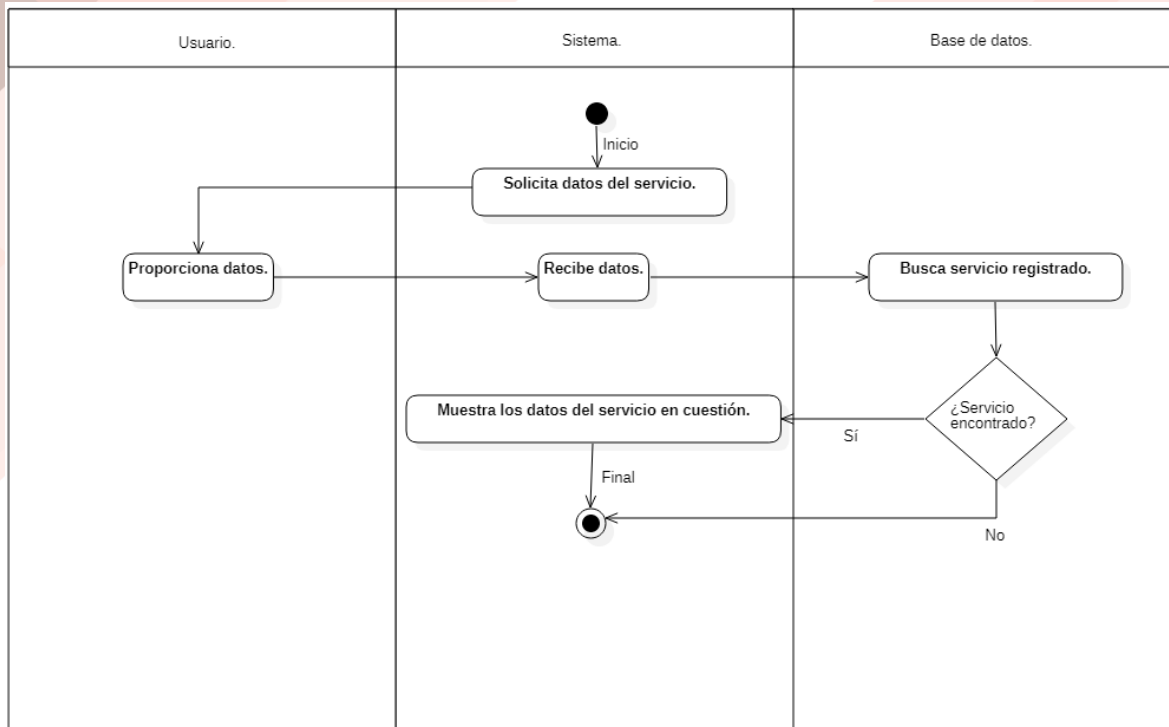 Usuario.
Sistema.
Base de datos.
Inicio
Solicita datos del servicio.
Proporciona datos.
Recibe datos.
Busca servicio registrado.
Muestra los datos del servicio en cuestión.
¿Servicio
encontrado?
Sí
Final
No